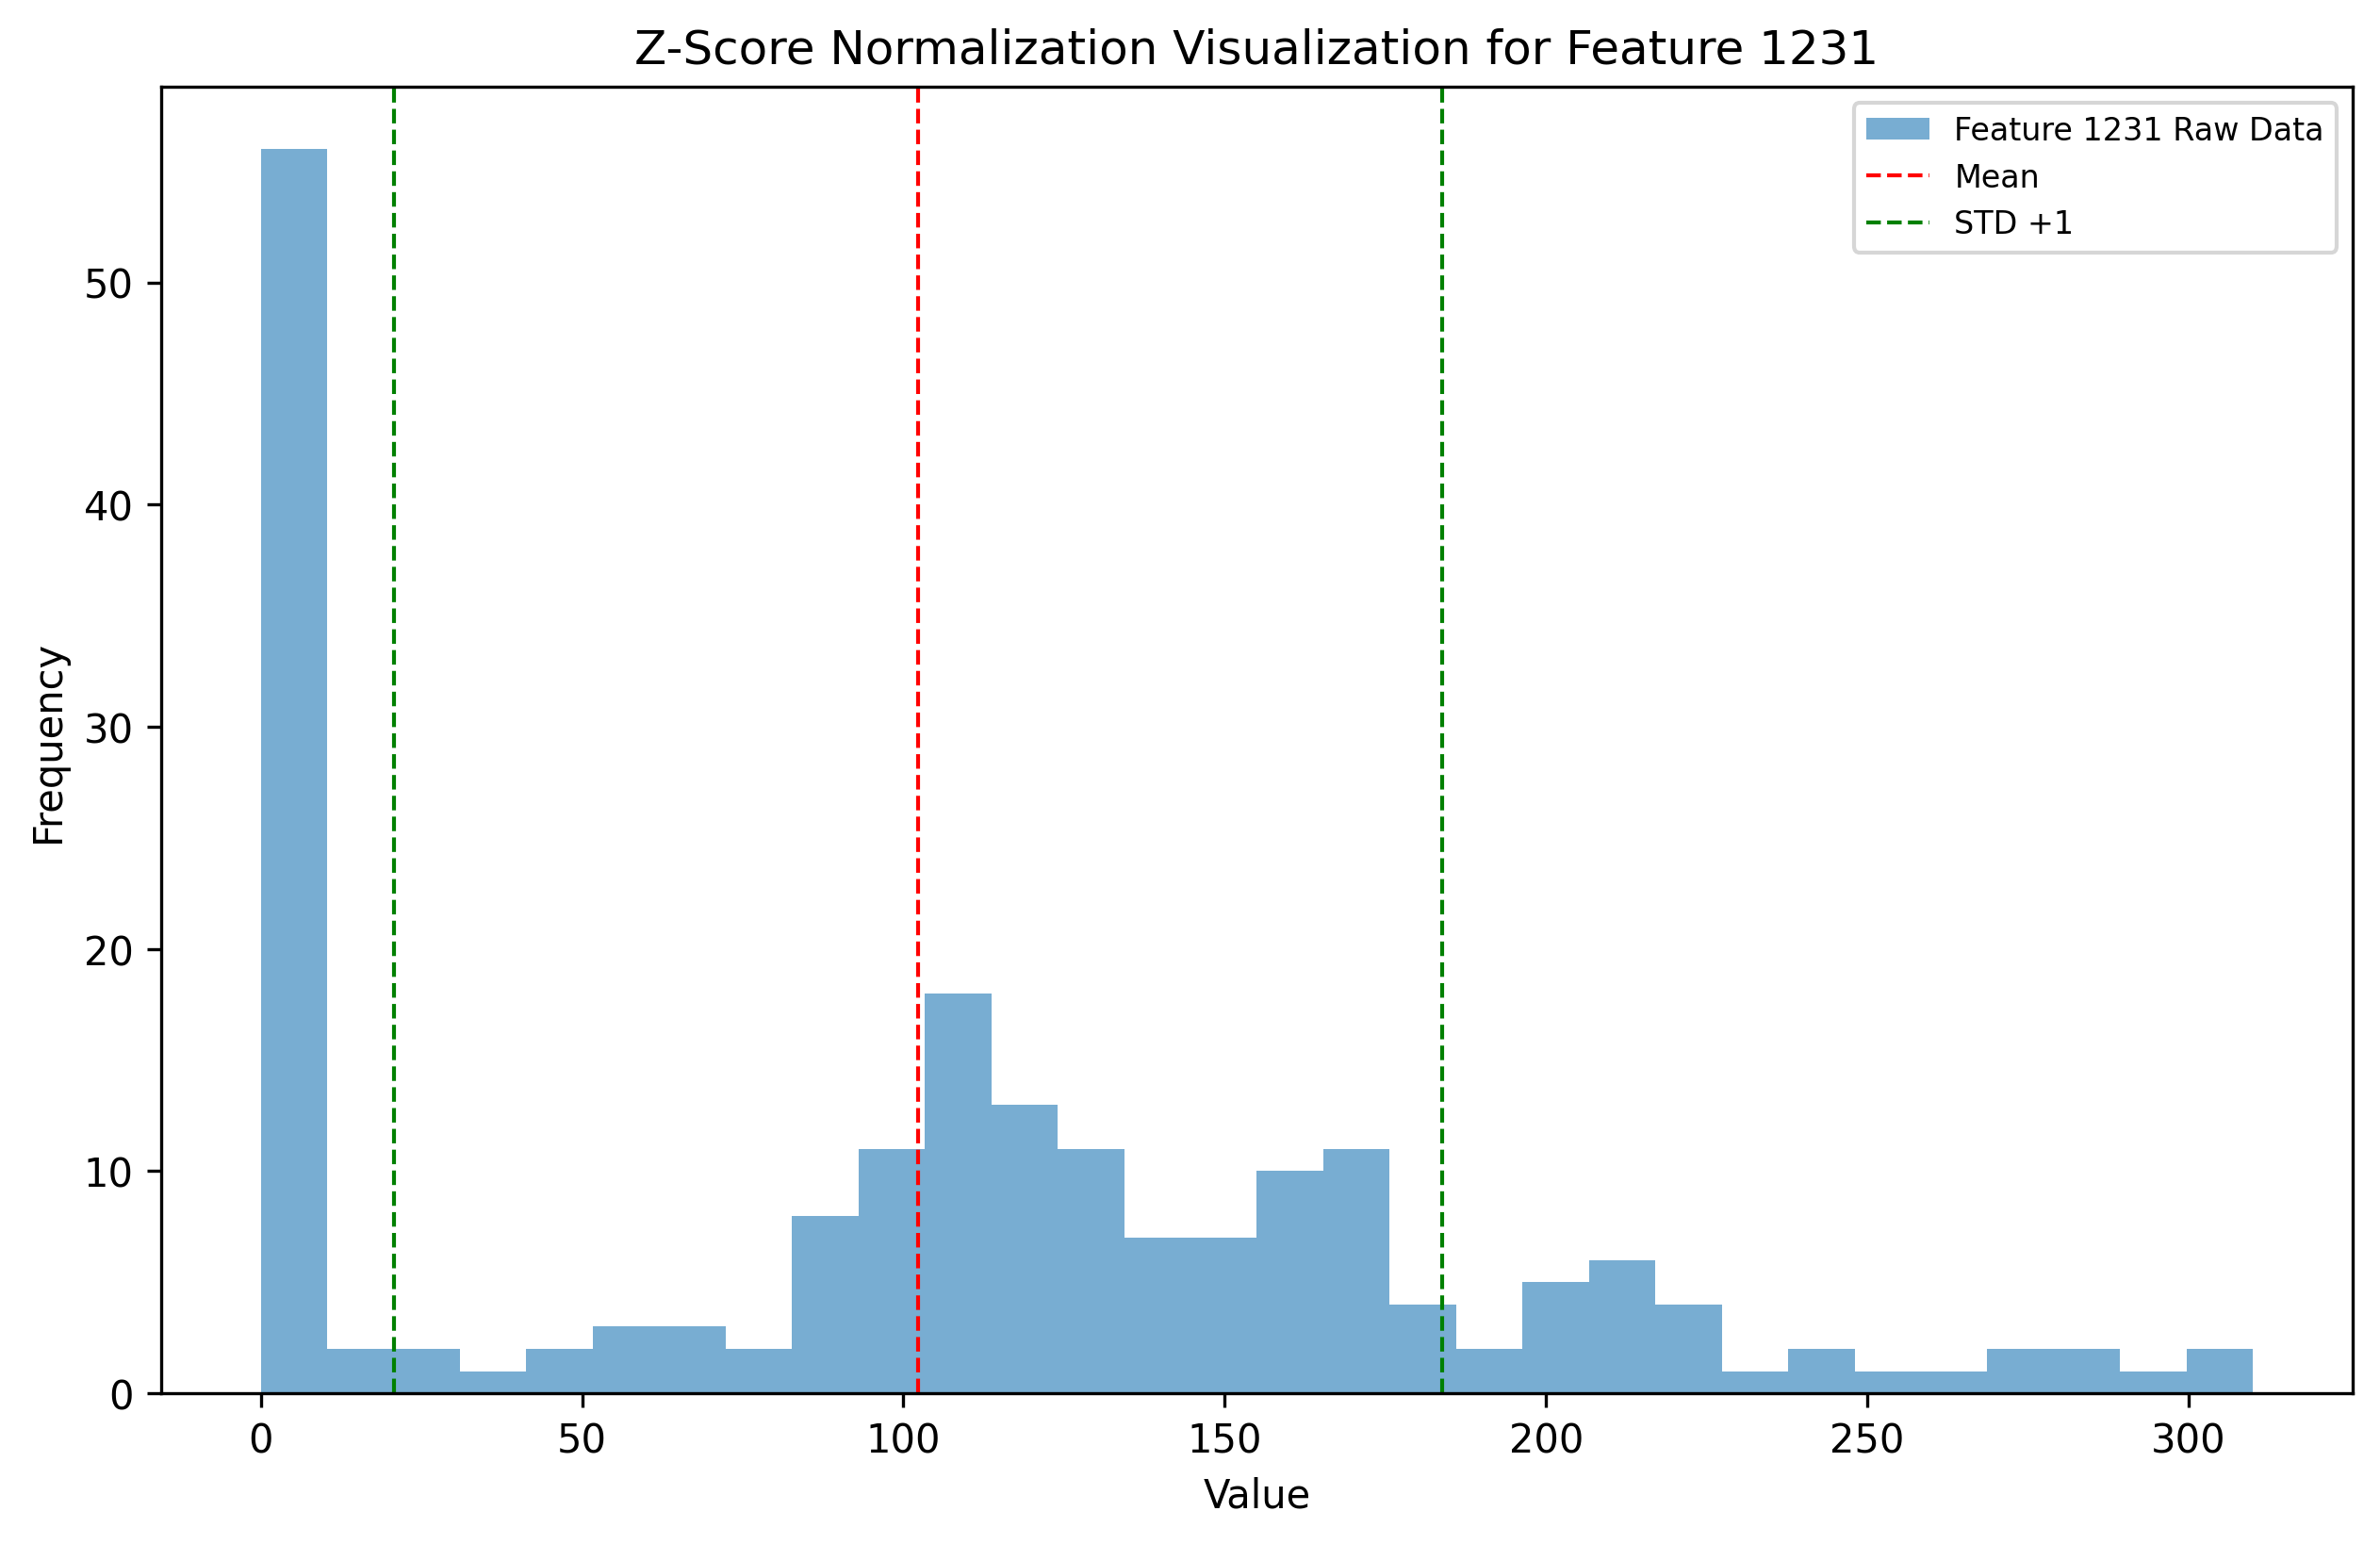 Z-Score Normalization Visualization for Feature 1231
Feature 1231 Raw Data
Mean
STD +1
50
40
30
20
10
0
Frequency
0 50 100 150 200 250 300
Value